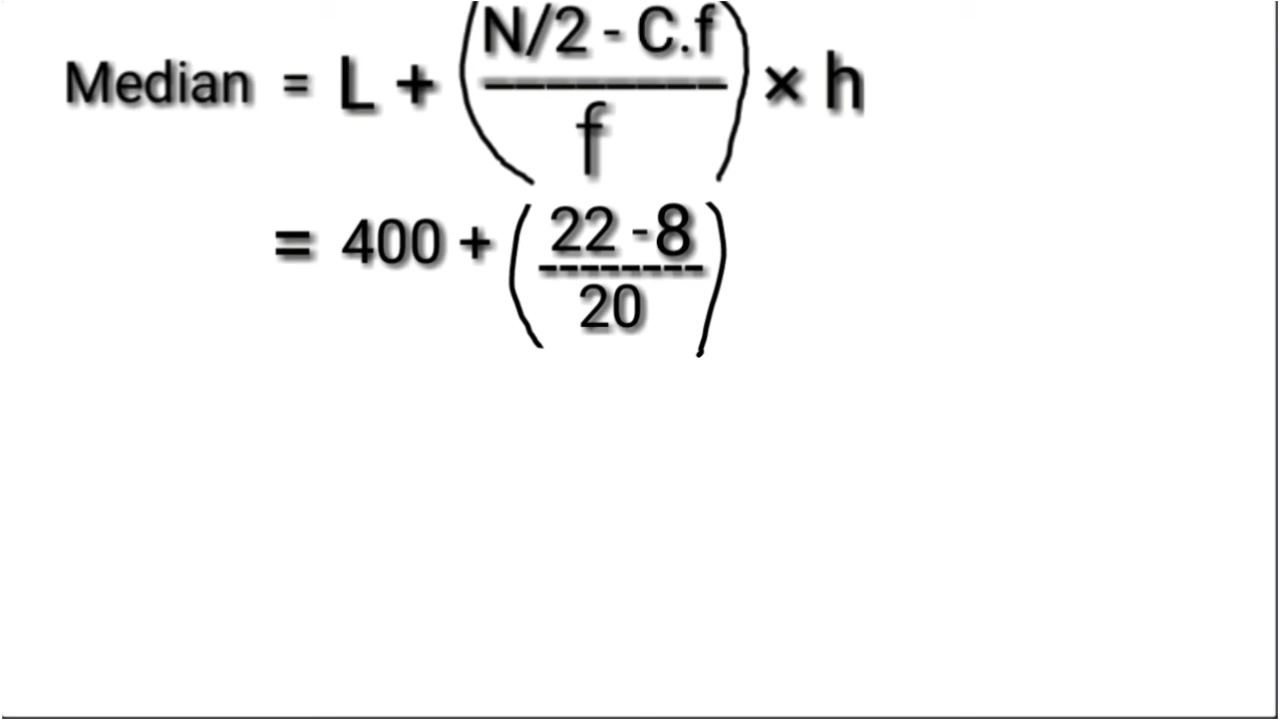 Median = L + (N/2 - C.f / f) × h
= 400 + (22 - 8 / 20)